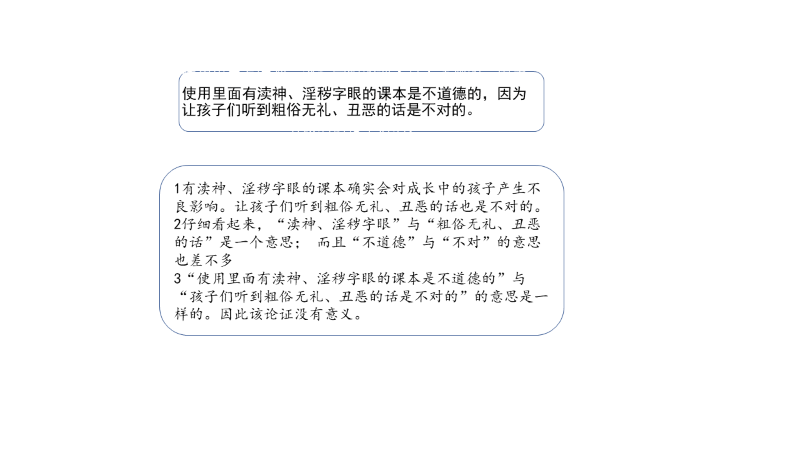 使用里面有渎神、淫秽字眼的课本是不道德的，因为
让孩子们听到粗俗无礼、丑恶的话是不对的。
1有渎神、淫秽字眼的课本确实会对成长中的孩子产生不
良影响。让孩子们听到粗俗无礼、丑恶的话也是不对的。
2仔细看起来，“渎神、淫秽字眼”与“粗俗无礼、丑恶
的话”是一个意思； 而且“不道德”与“不对”的意思
也差不多
3“使用里面有渎神、淫秽字眼的课本是不道德的”与
“孩子们听到粗俗无礼、丑恶的话是不对的”的意思是一
样的。因此该论证没有意义。